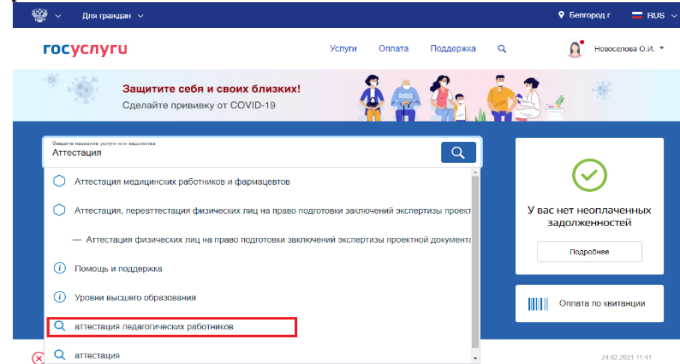 Для граждан
Белгород г
RUS
госуслуги
Услуги Оплата Поддержка
Новоселова О.И.
Защитите себя и своих близких!
Сделайте прививку от COVID-19
Введите название услуги или ведомства
Аттестация
Аттестация медицинских работников и фармацевтов
Аттестация, переаттестация физических лиц на право подготовки заключений экспертизы проект
— Аттестация физических лиц на право подготовки заключений экспертизы проектной документа
Помощь и поддержка
Уровни высшего образования
аттестация педагогических работников
аттестация
У вас нет неоплаченных
задолженностей
Подробнее
Оплата по квитанции
24.02.2021 11:41